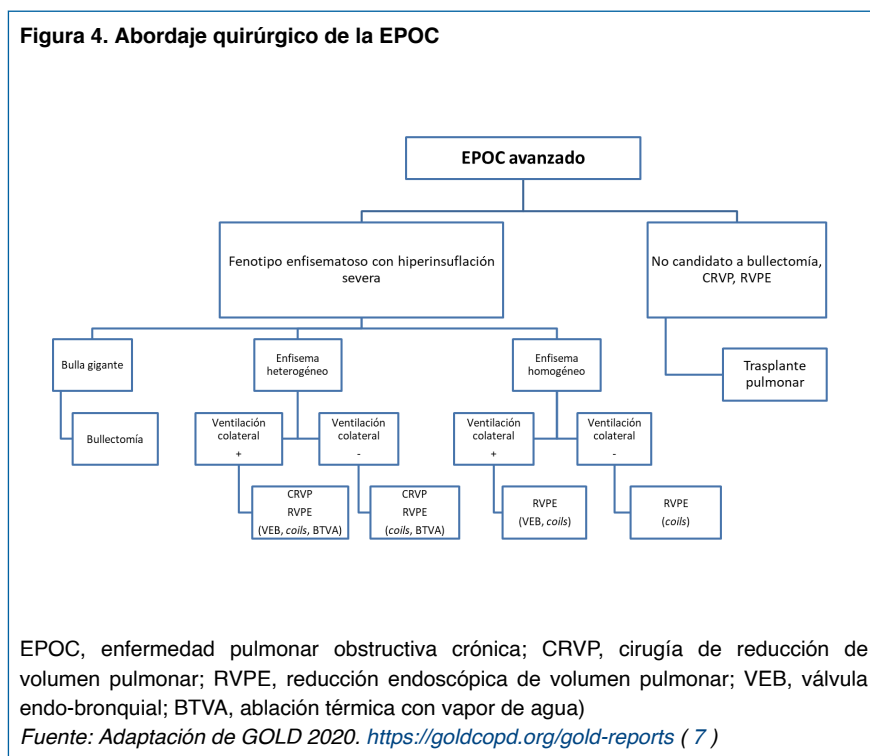 Figura 4. Abordaje quirúrgico de la EPOC
EPOC avanzado
Fenotipo enfisematoso con hiperinsuflación
severa
No candidato a bullectomía,
CRVP, RVPE
Bulla gigante
Enfisema
heterogéneo
Enfisema
homogéneo
Trasplante
pulmonar
Bullectomía
Ventilación
colateral
+
Ventilación
colateral
-
Ventilación
colateral
+
Ventilación
colateral
-
CRVP
RVPE
(VEB, coils, BTVA)
CRVP
RVPE
(coils, BTVA)
RVPE
(VEB, coils)
RVPE
(coils)
EPOC, enfermedad pulmonar obstructiva crónica; CRVP, cirugía de reducción de
volumen pulmonar; RVPE, reducción endoscópica de volumen pulmonar; VEB, válvula
endo-bronquial; BTVA, ablación térmica con vapor de agua)
Fuente: Adaptación de GOLD 2020. https://goldcopd.org/gold-reports ( 7 )